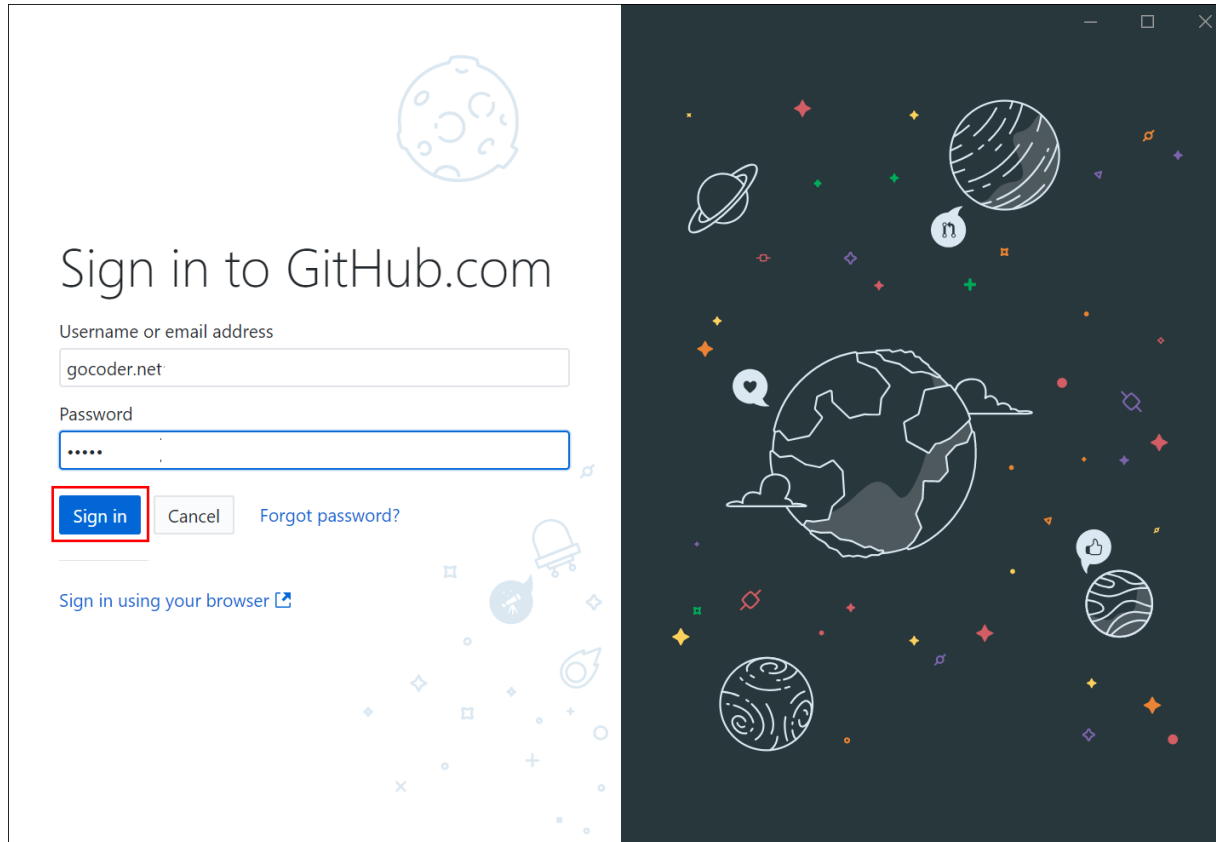 Sign in to GitHub.com
Username or email address
gocoder.net
Password
•••••
Sign in Cancel Forgot password?
Sign in using your browser